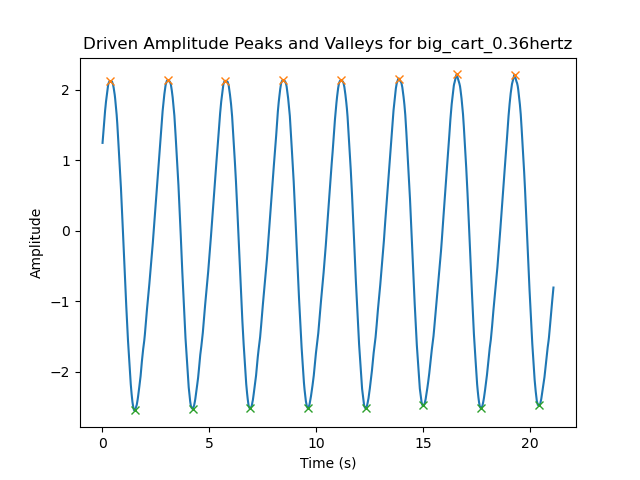 Driven Amplitude Peaks and Valleys for big_cart_0.36hertz
2
1
0
−1
−2
Amplitude
0 5 10 15 20
Time (s)